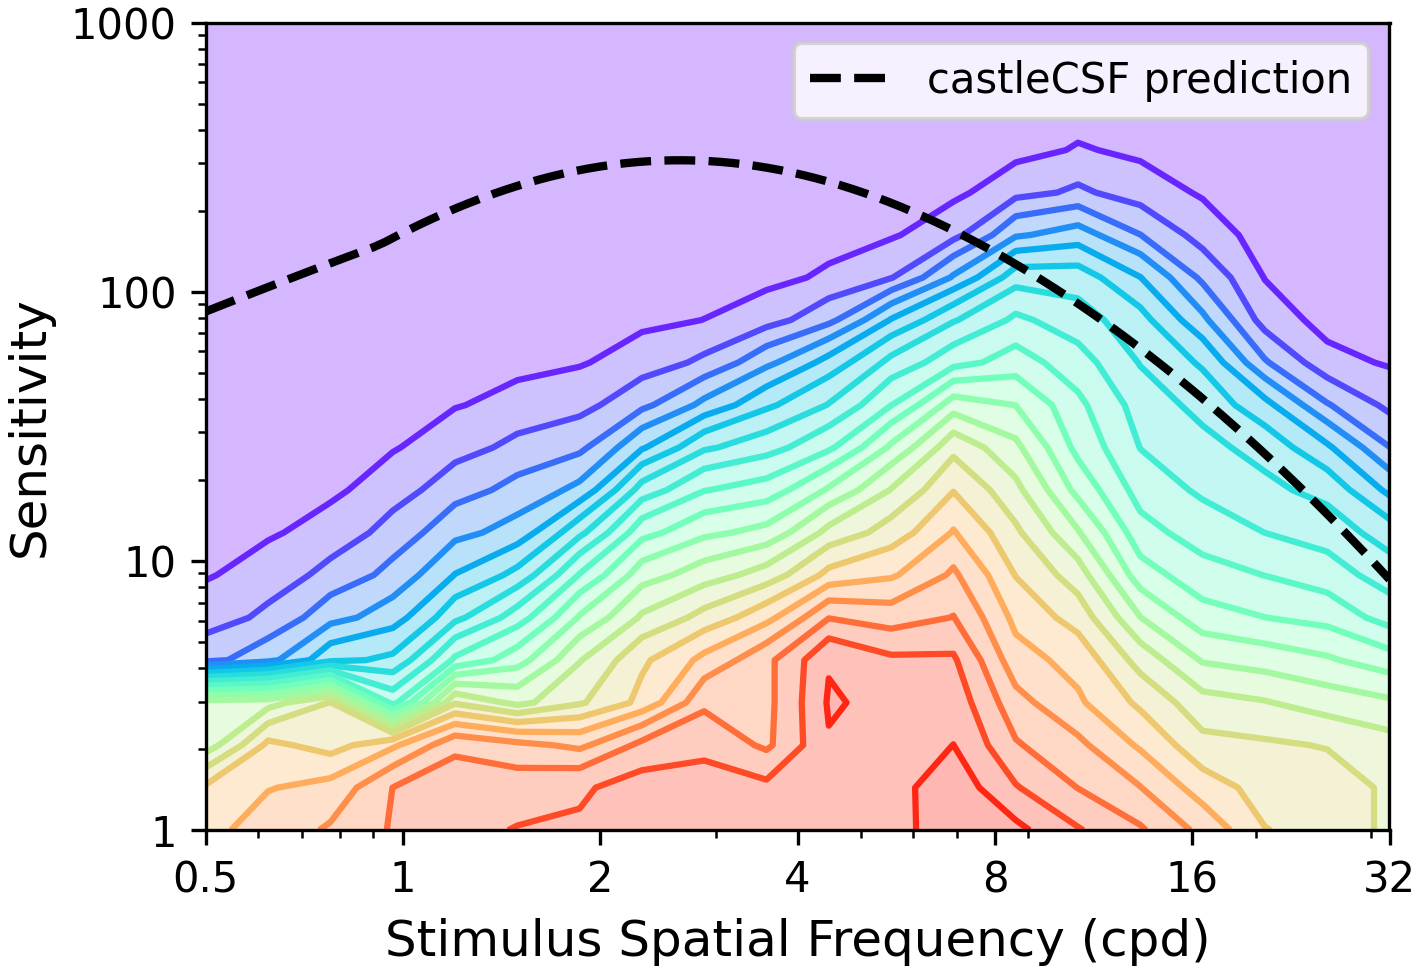 1000
100
10
1
Sensitivity
castleCSF prediction
0.5 1 2 4 8 16 32
Stimulus Spatial Frequency (cpd)